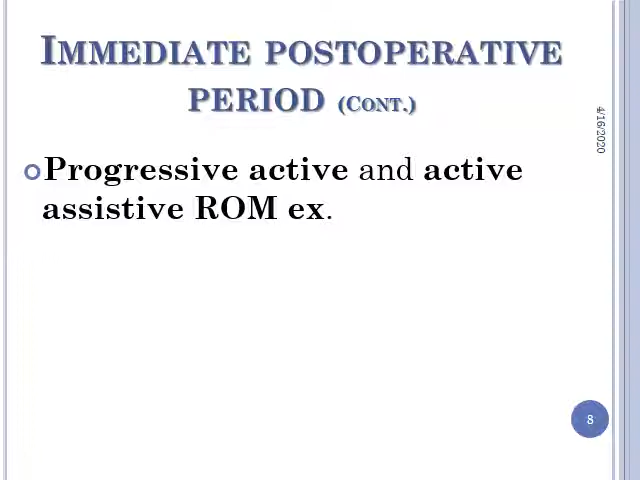 IMMEDIATE POSTOPERATIVE
PERIOD (CONT.)
4/16/2020
Progressive active and active
assistive ROM ex.
8